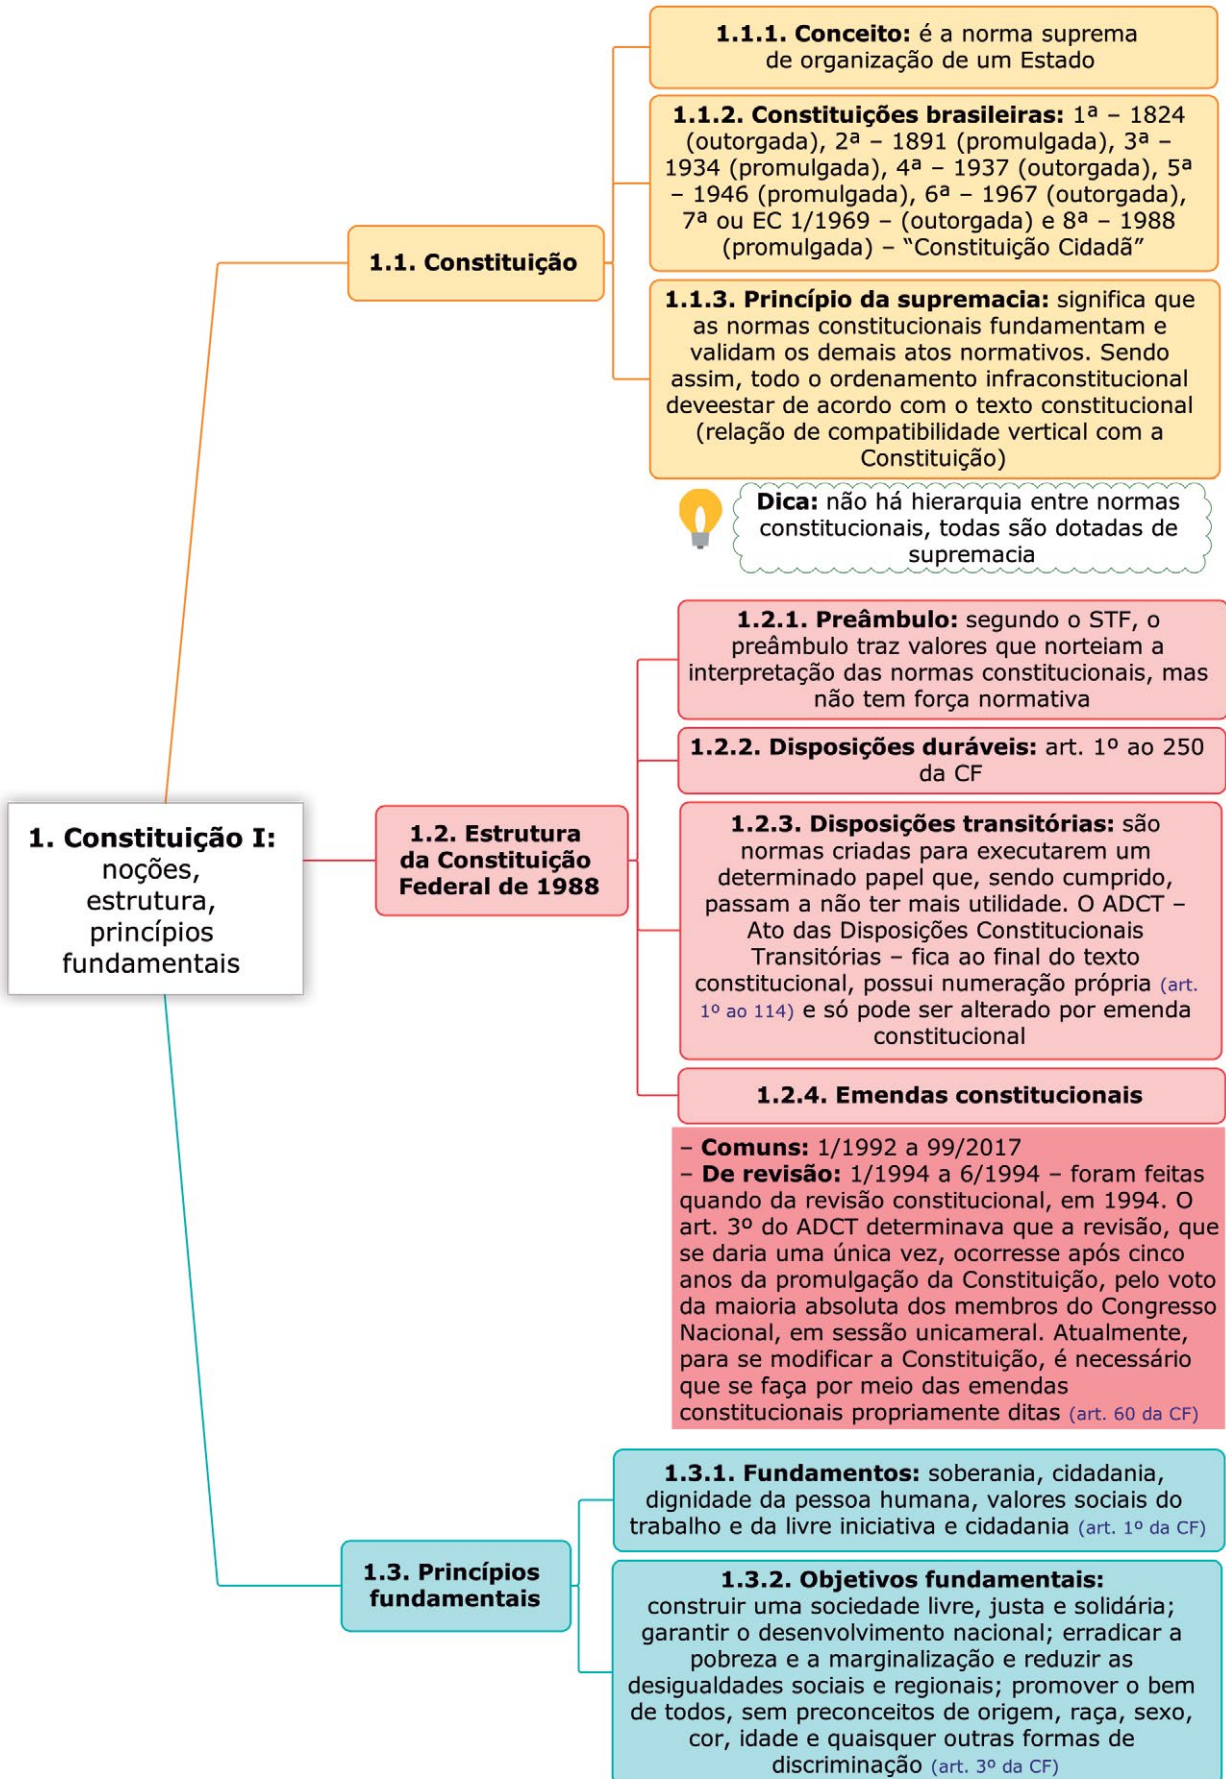 1.1.1. Conceito: é a norma suprema
de organização de um Estado
1.1.2. Constituições brasileiras: 1ª – 1824
(outorgada), 2ª – 1891 (promulgada), 3ª –
1934 (promulgada), 4ª – 1937 (outorgada), 5ª
– 1946 (promulgada), 6ª – 1967 (outorgada),
7ª ou EC 1/1969 – (outorgada) e 8ª – 1988
(promulgada) – “Constituição Cidadã”
1.1. Constituição
1.1.3. Princípio da supremacia: significa que
as normas constitucionais fundamentam e
validam os demais atos normativos. Sendo
assim, todo o ordenamento infraconstitucional
deveestar de acordo com o texto constitucional
(relação de compatibilidade vertical com a
Constituição)
Dica: não há hierarquia entre normas
constitucionais, todas são dotadas de
supremacia
1.2.1. Preâmbulo: segundo o STF, o
preâmbulo traz valores que norteiam a
interpretação das normas constitucionais, mas
não tem força normativa
1.2.2. Disposições duráveis: art. 1º ao 250
da CF
1. Constituição I:
noções,
estrutura,
princípios
fundamentais
1.2. Estrutura
da Constituição
Federal de 1988
1.2.3. Disposições transitórias: são
normas criadas para executarem um
determinado papel que, sendo cumprido,
passam a não ter mais utilidade. O ADCT –
Ato das Disposições Constitucionais
Transitórias – fica ao final do texto
constitucional, possui numeração própria (art.
1º ao 114) e só pode ser alterado por emenda
constitucional
1.2.4. Emendas constitucionais
– Comuns: 1/1992 a 99/2017
– De revisão: 1/1994 a 6/1994 – foram feitas
quando da revisão constitucional, em 1994. O
art. 3º do ADCT determinava que a revisão, que
se daria uma única vez, ocorresse após cinco
anos da promulgação da Constituição, pelo voto
da maioria absoluta dos membros do Congresso
Nacional, em sessão unicameral. Atualmente,
para se modificar a Constituição, é necessário
que se faça por meio das emendas
constitucionais propriamente ditas (art. 60 da CF)
1.3.1. Fundamentos: soberania, cidadania,
dignidade da pessoa humana, valores sociais do
trabalho e da livre iniciativa e cidadania (art. 1º da CF)
1.3. Princípios
fundamentais
1.3.2. Objetivos fundamentais:
construir uma sociedade livre, justa e solidária;
garantir o desenvolvimento nacional; erradicar a
pobreza e a marginalização e reduzir as
desigualdades sociais e regionais; promover o bem
de todos, sem preconceitos de origem, raça, sexo,
cor, idade e quaisquer outras formas de
discriminação (art. 3º da CF)